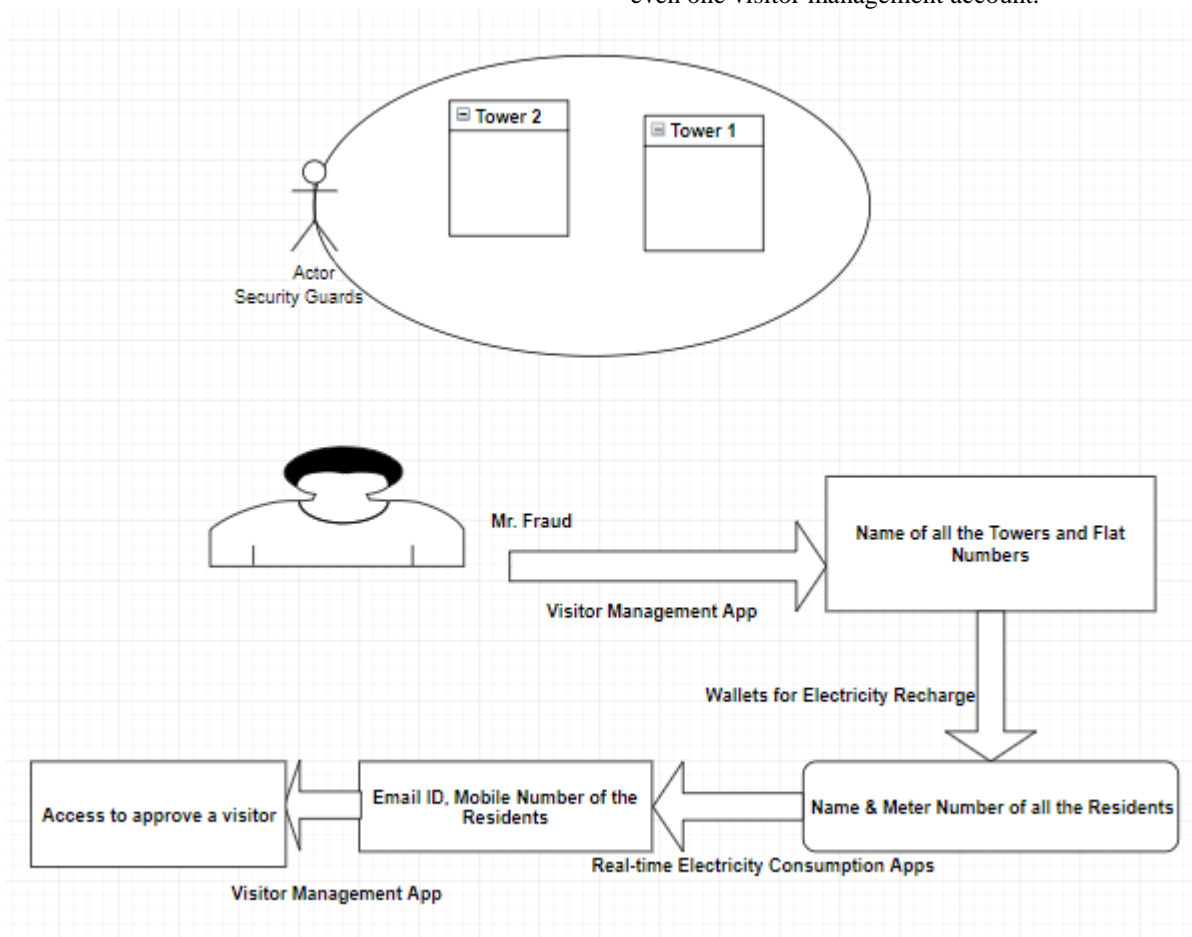 even one visitor management account.
Tower 2
Tower 1
Actor
Security Guards
Mr. Fraud
Visitor Management App
Name of all the Towers and Flat
Numbers
Wallets for Electricity Recharge
Name & Meter Number of all the Residents
Real-time Electricity Consumption Apps
Email ID, Mobile Number of the
Residents
Visitor Management App
Access to approve a visitor